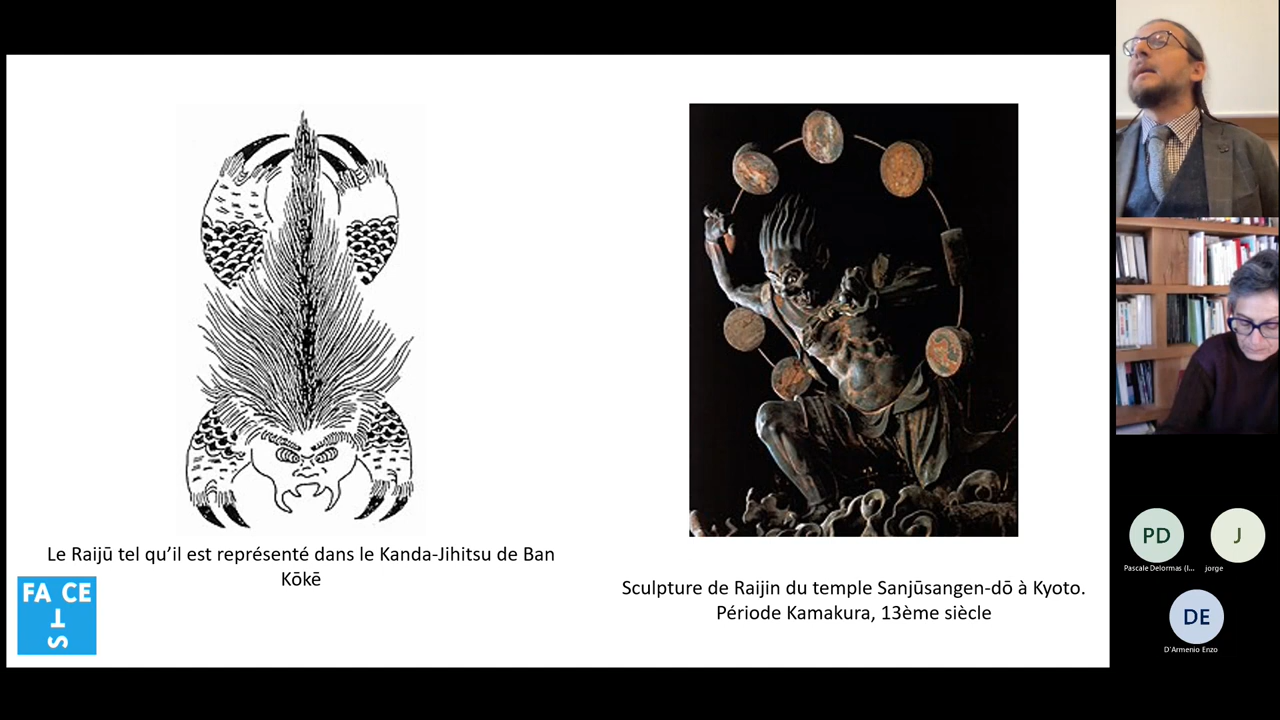 Le Raijū tel qu’il est représenté dans le Kanda-Jihitsu de Ban
Kōkē
Sculpture de Raijin du temple Sanjūsangen-dō à Kyoto.
Période Kamakura, 13ème siècle
FA CE
T
S
PD
Pascale Delormas (I...
J
jorge
DE
D'Armenio Enzo